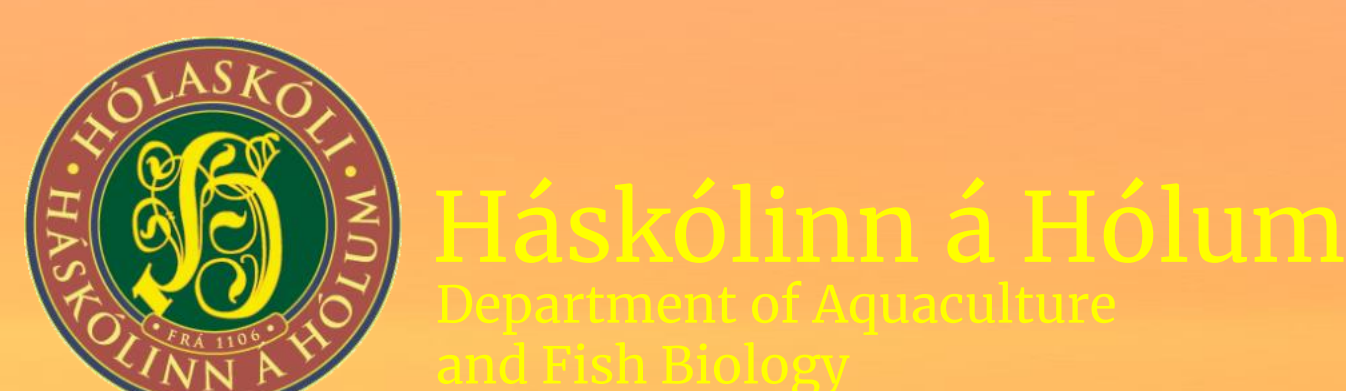 · HÓLASKÓLI ·
HÁSKÓLINN Á HÓLUM
· FRÁ 1106 ·
Háskólinn á Hólum
Department of Aquaculture
and Fish Biology